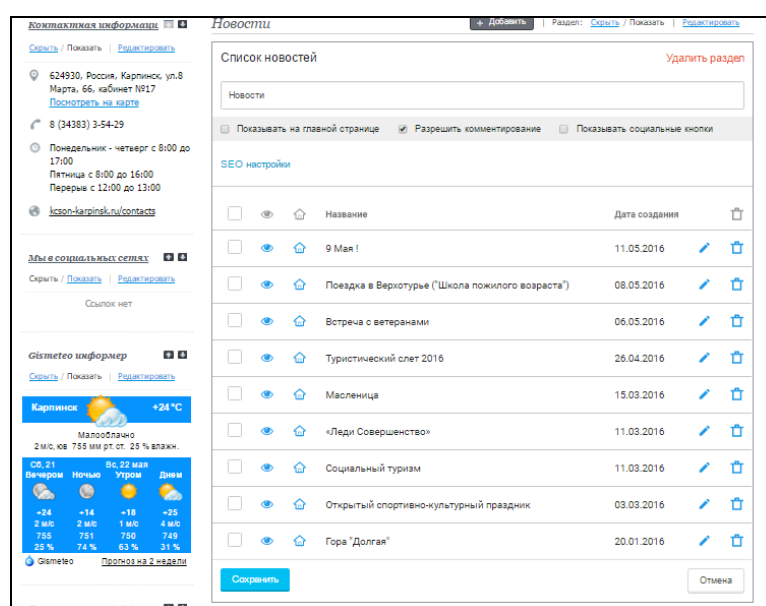 Контактная информаци
Скрыть / Показать | Редактировать
624930, Россия, Карпинск, ул.8
Марта, 66, кабинет №17
Посмотреть на карте
8 (34383) 3-54-29
Понедельник - четверг с 8:00 до
17:00
Пятница с 8:00 до 16:00
Перерыв с 12:00 до 13:00
kcson-karpinsk.ru/contacts
Мы в социальных сетях
Скрыть / Показать | Редактировать
Ссылок нет
Gismeteo информер
Скрыть / Показать | Редактировать
Карпинск +24 °C
Малооблачно
2 м/с, юв 755 мм рт. ст. 25 % влажн.
Сб, 21 Вс, 22 мая
Вечером Ночью Утром Днем
+24 +14 +18 +25
2 м/с 2 м/с 1 м/с 4 м/с
755 751 750 749
25 % 74 % 63 % 31 %
Gismeteo Прогноз на 2 недели
Новости + Добавить | Раздел: Скрыть / Показать | Редактировать
Список новостей Удалить раздел
Новости
Показывать на главной странице Разрешить комментирование Показывать социальные кнопки
SEO настройки
Название Дата создания
9 Мая ! 11.05.2016
Поездка в Верхотурье ("Школа пожилого возраста") 08.05.2016
Встреча с ветеранами 06.05.2016
Туристический слет 2016 26.04.2016
Масленица 15.03.2016
«Леди Совершенство» 11.03.2016
Социальный туризм 11.03.2016
Открытый спортивно-культурный праздник 03.03.2016
Гора "Долгая" 20.01.2016
Сохранить Отмена